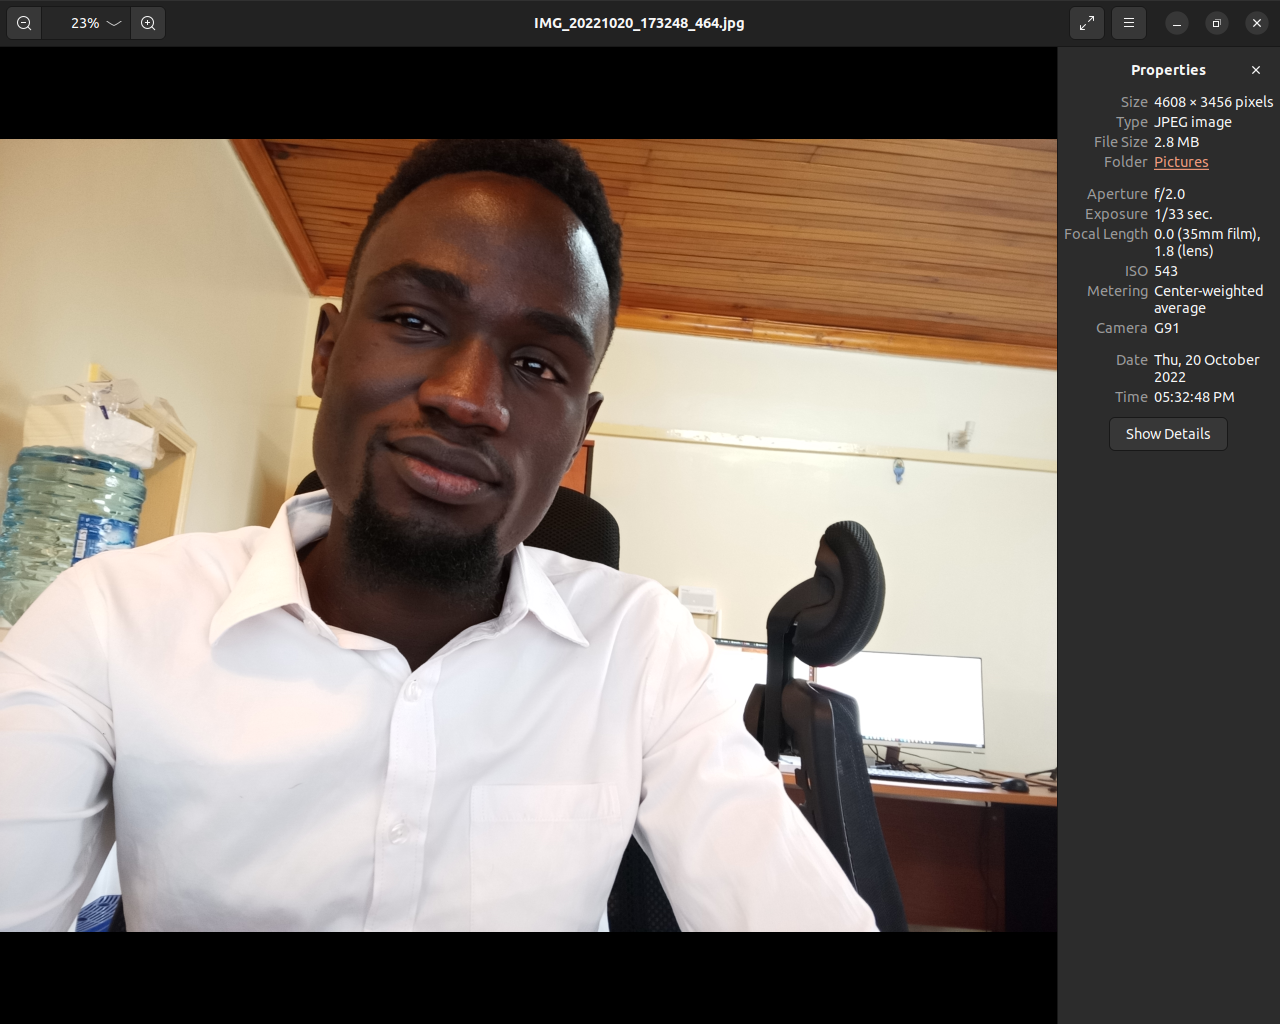 23%
IMG_20221020_173248_464.jpg
Properties
Size 4608 × 3456 pixels
Type JPEG image
File Size 2.8 MB
Folder Pictures
Aperture f/2.0
Exposure 1/33 sec.
Focal Length 0.0 (35mm film),
1.8 (lens)
ISO 543
Metering Center-weighted
average
Camera G91
Date Thu, 20 October
2022
Time 05:32:48 PM
Show Details